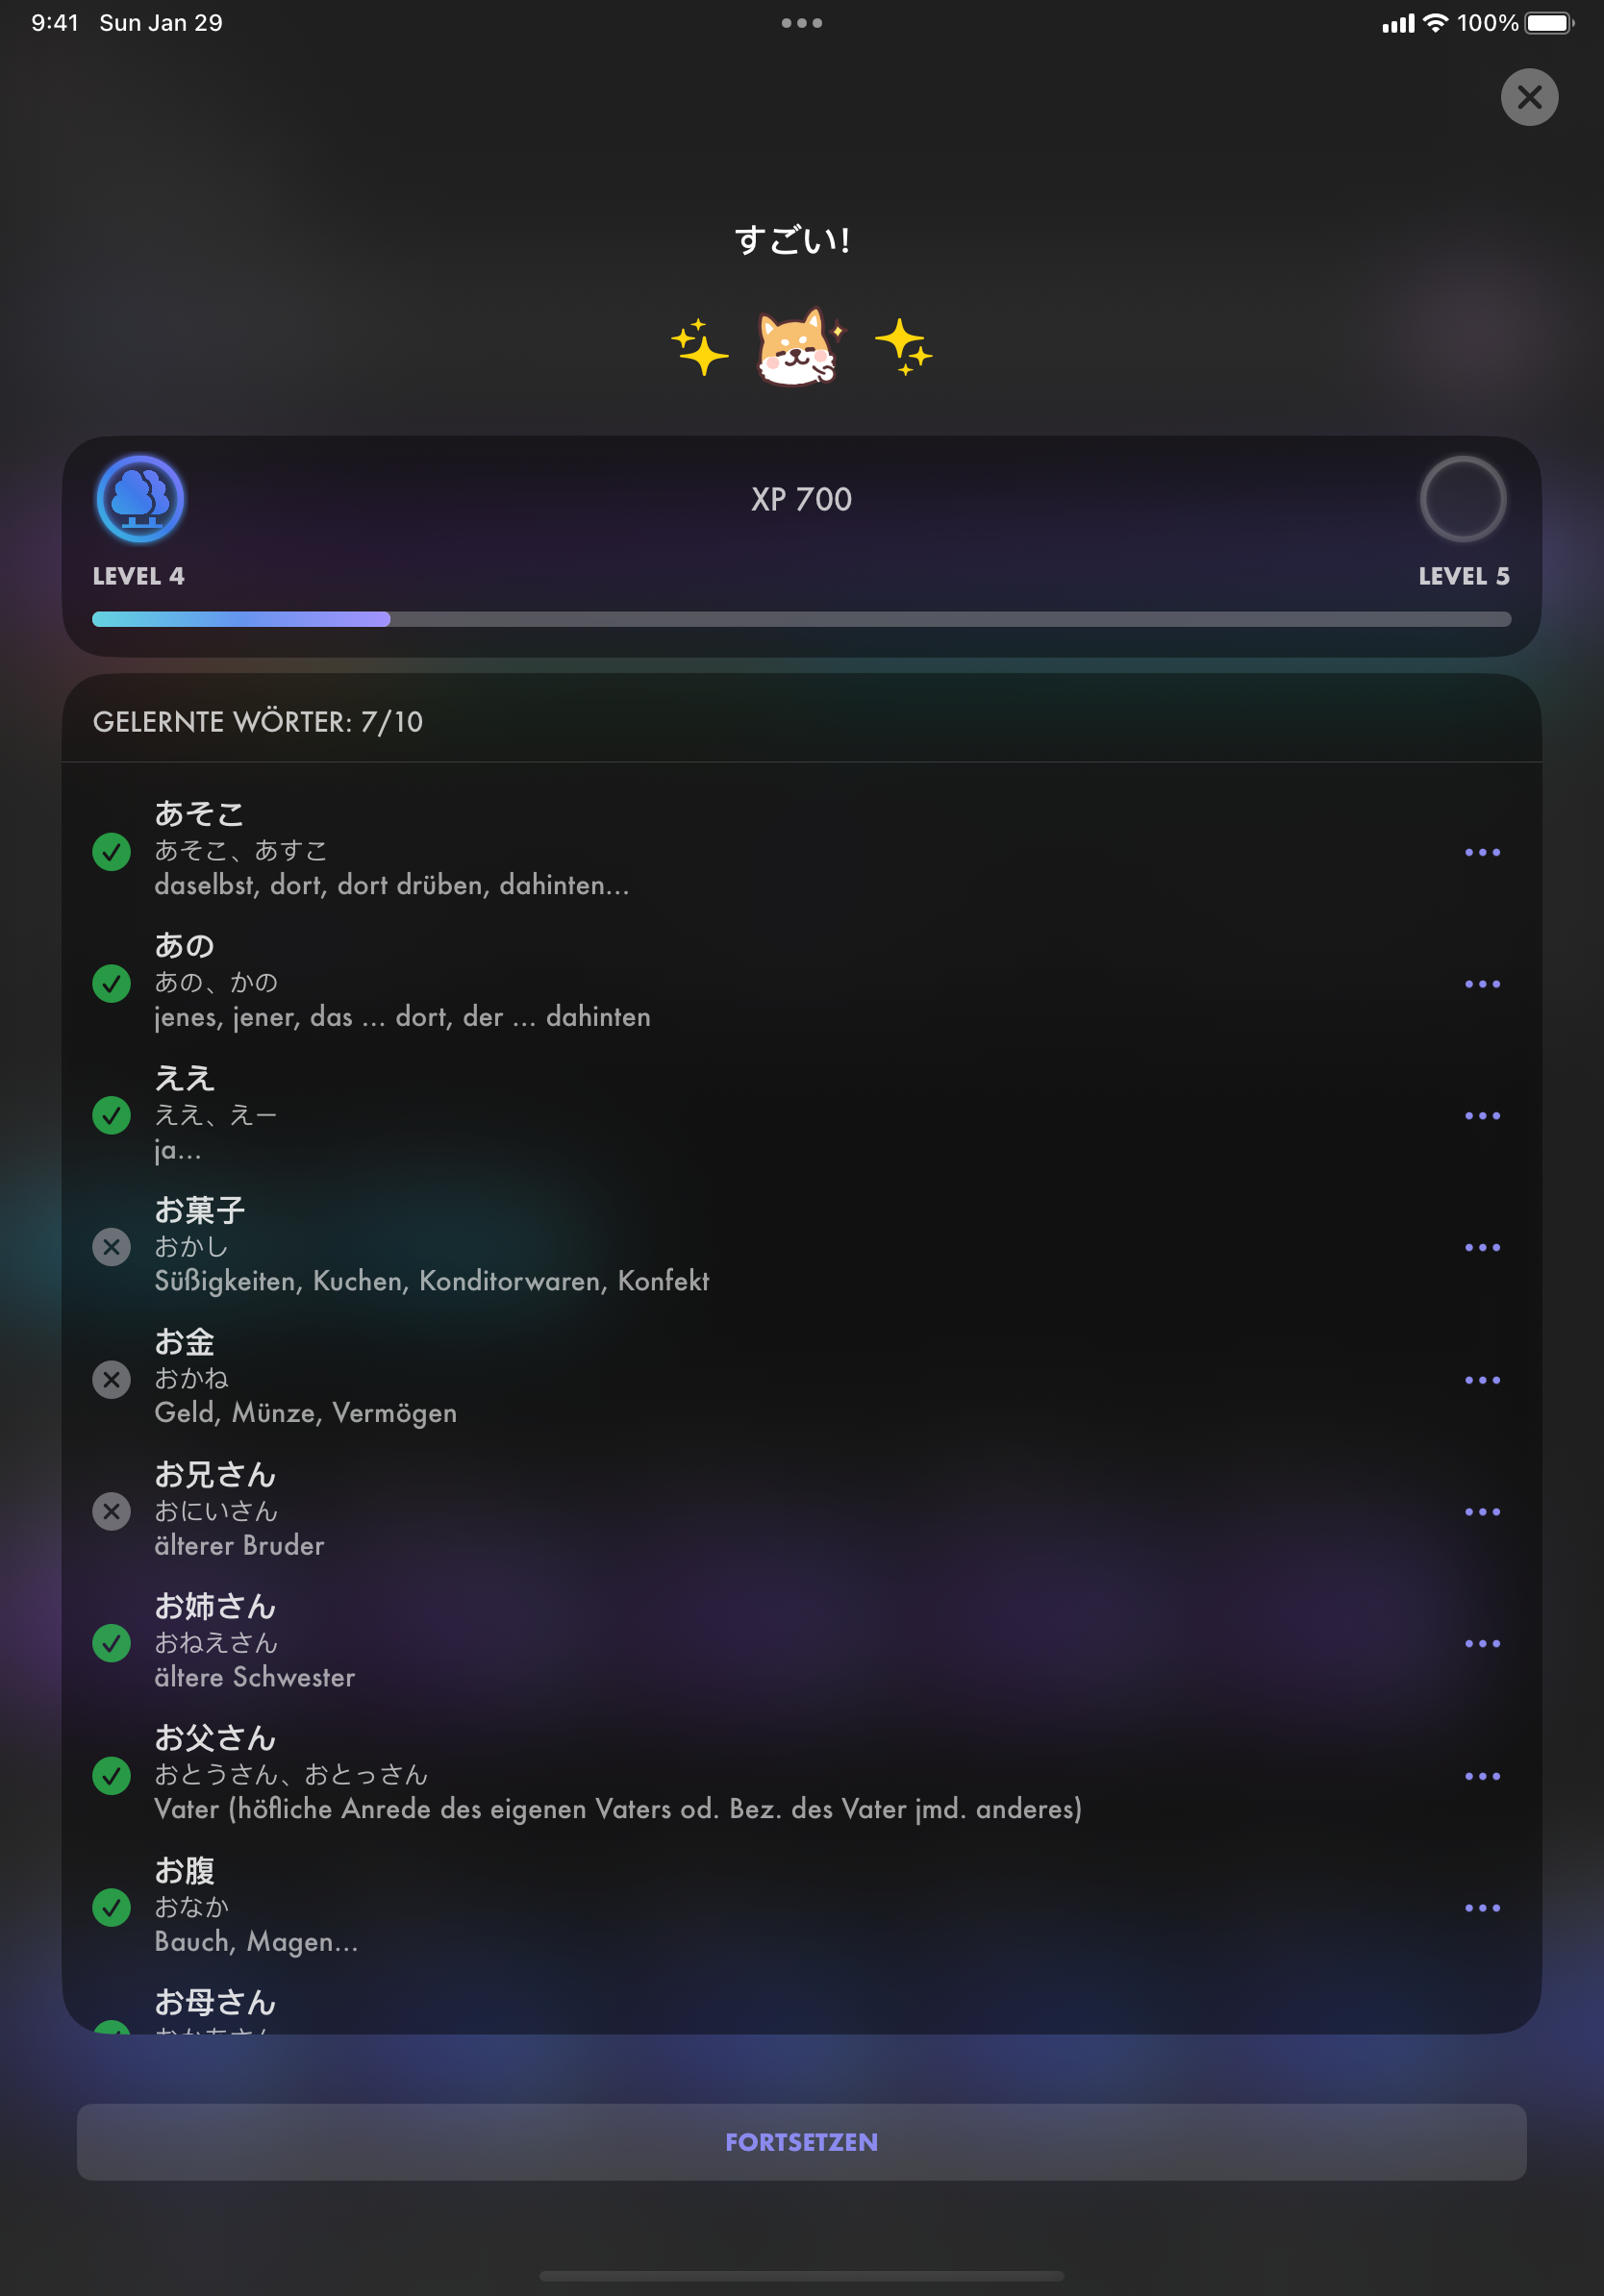 9:41 Sun Jan 29
100%
すごい!
XP 700
LEVEL 4
LEVEL 5
GELERNTE WÖRTER: 7/10
あそこ
あそこ、あすこ
daselbst, dort, dort drüben, dahinten...
あの
あの、かの
jenes, jener, das ... dort, der ... dahinten
ええ
ええ、えー
ja...
お菓子
おかし
Süßigkeiten, Kuchen, Konditorwaren, Konfekt
お金
おかね
Geld, Münze, Vermögen
お兄さん
おにいさん
älterer Bruder
お姉さん
おねえさん
ältere Schwester
お父さん
おとうさん、おとっさん
Vater (höfliche Anrede des eigenen Vaters od. Bez. des Vater jmd. anderes)
お腹
おなか
Bauch, Magen...
お母さん
FORTSETZEN